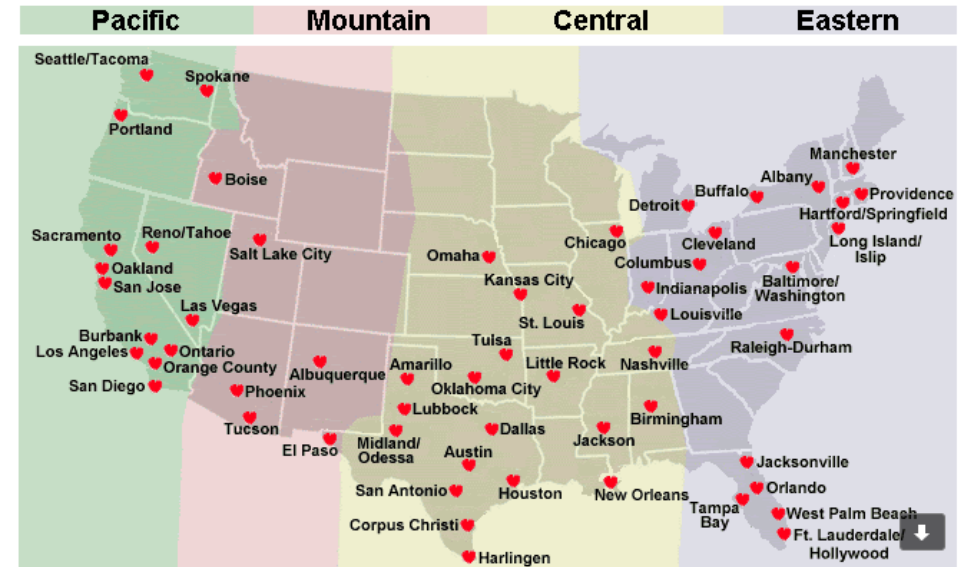 Pacific
Mountain
Central
Eastern
Seattle/Tacoma
Spokane
Portland
Boise
Manchester
Albany
Buffalo
Providence
Detroit
Hartford/Springfield
Sacramento
Reno/Tahoe
Salt Lake City
Chicago
Cleveland
Long Island/
Islip
Omaha
Columbus
Oakland
San Jose
Kansas City
Indianapolis
Baltimore/
Washington
Las Vegas
St. Louis
Louisville
Burbank
Los Angeles
Ontario
Orange County
San Diego
Tulsa
Raleigh-Durham
Albuquerque
Amarillo
Little Rock
Nashville
Oklahoma City
Phoenix
Lubbock
Birmingham
Tucson
Dallas
Jackson
El Paso
Midland/
Odessa
Austin
Jacksonville
San Antonio
Houston
New Orleans
Orlando
Tampa
Bay
West Palm Beach
Corpus Christi
Ft. Lauderdale/
Hollywood
Harlingen